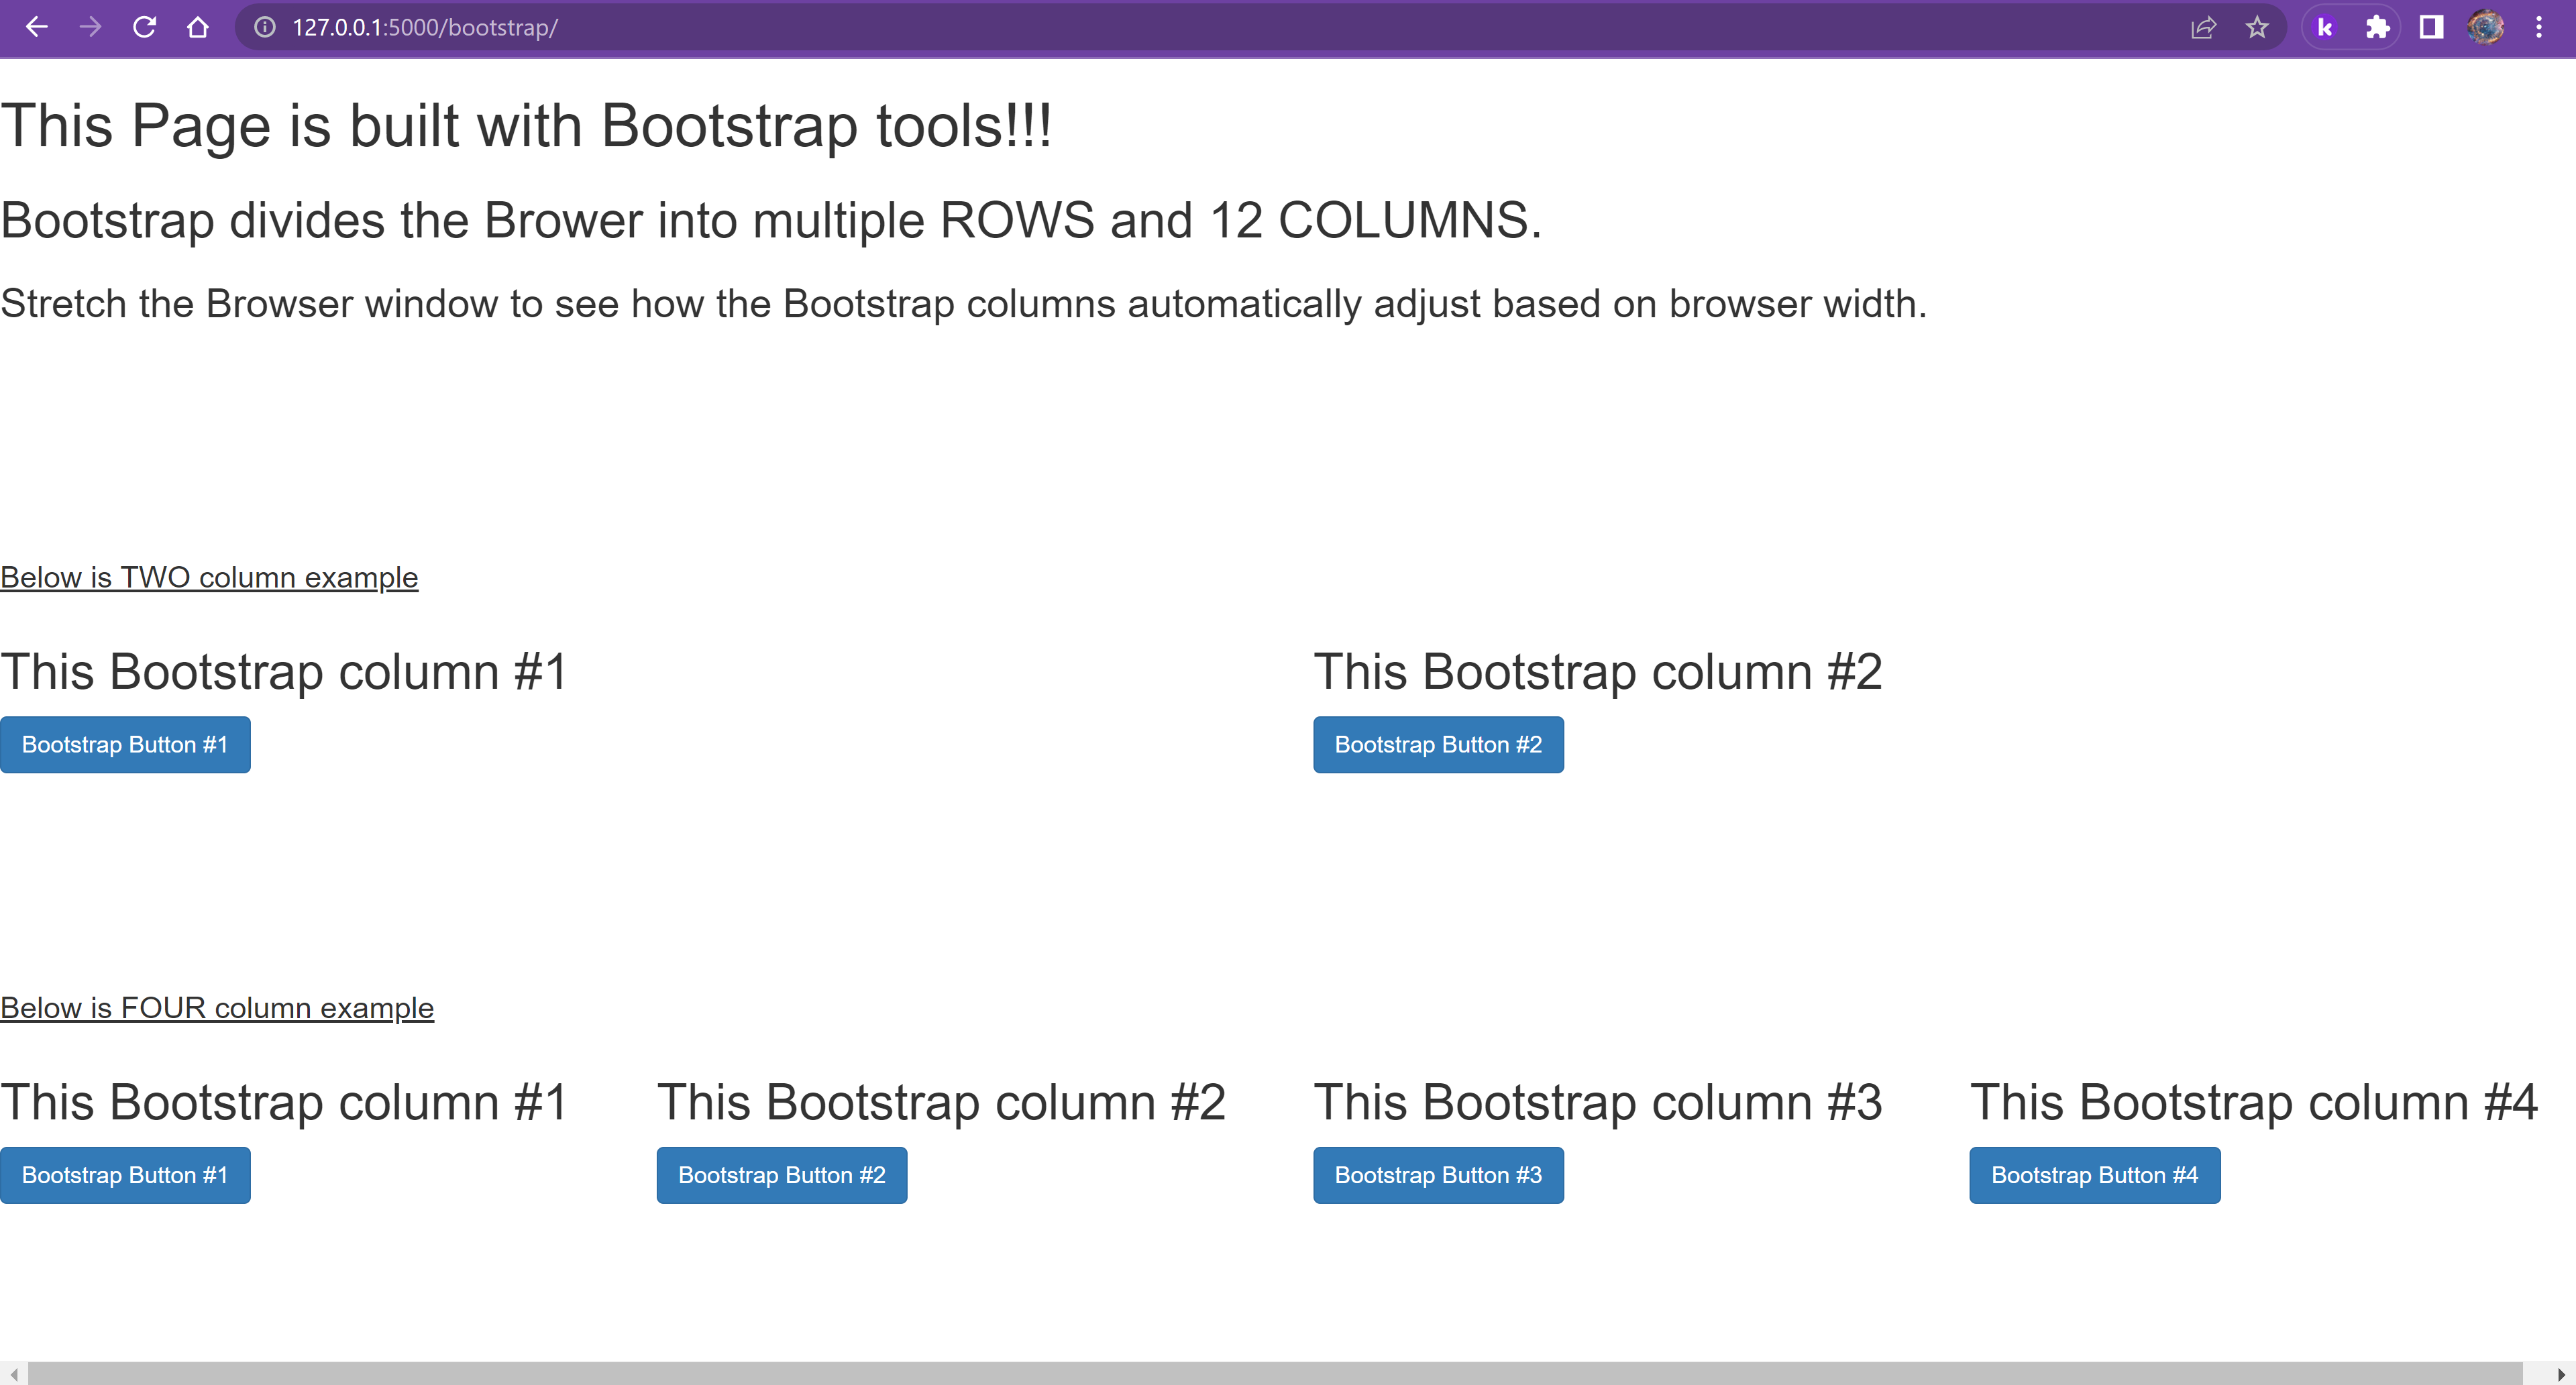 127.0.0.1:5000/bootstrap/
k
This Page is built with Bootstrap tools!!!
Bootstrap divides the Brower into multiple ROWS and 12 COLUMNS.
Stretch the Browser window to see how the Bootstrap columns automatically adjust based on browser width.
Below is TWO column example
This Bootstrap column #1
This Bootstrap column #2
Bootstrap Button #1
Bootstrap Button #2
Below is FOUR column example
This Bootstrap column #1
This Bootstrap column #2
This Bootstrap column #3
This Bootstrap column #4
Bootstrap Button #1
Bootstrap Button #2
Bootstrap Button #3
Bootstrap Button #4